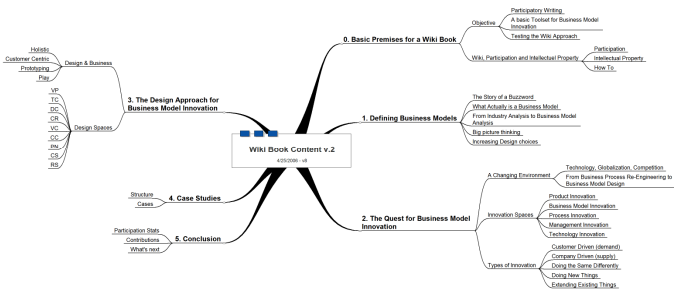 Wiki Book Content v.2
4/25/2006 - v8
0. Basic Premises for a Wiki Book
Objective
Participatory Writing
A basic Toolset for Business Model
Innovation
Testing the Wiki Approach
Wiki, Participation and Intellectual Property
Participation
Intellectual Property
How To
1. Defining Business Models
The Story of a Buzzword
What Actually is a Business Model
From Industry Analysis to Business Model
Analysis
Big picture thinking
Increasing Design choices
2. The Quest for Business Model
Innovation
A Changing Environment
Technology, Globalization, Competition
From Business Process Re-Engineering to
Business Model Design
Innovation Spaces
Product Innovation
Business Model Innovation
Process Innovation
Management Innovation
Technology Innovation
Types of Innovation
Customer Driven (demand)
Company Driven (supply)
Doing the Same Differently
Doing New Things
Extending Existing Things
3. The Design Approach for
Business Model Innovation
Design & Business
Holistic
Customer Centric
Prototyping
Play
Design Spaces
VP
TC
DC
CR
VC
CC
PN
CS
RS
4. Case Studies
Structure
Cases
5. Conclusion
Participation Stats
Contributions
What's next